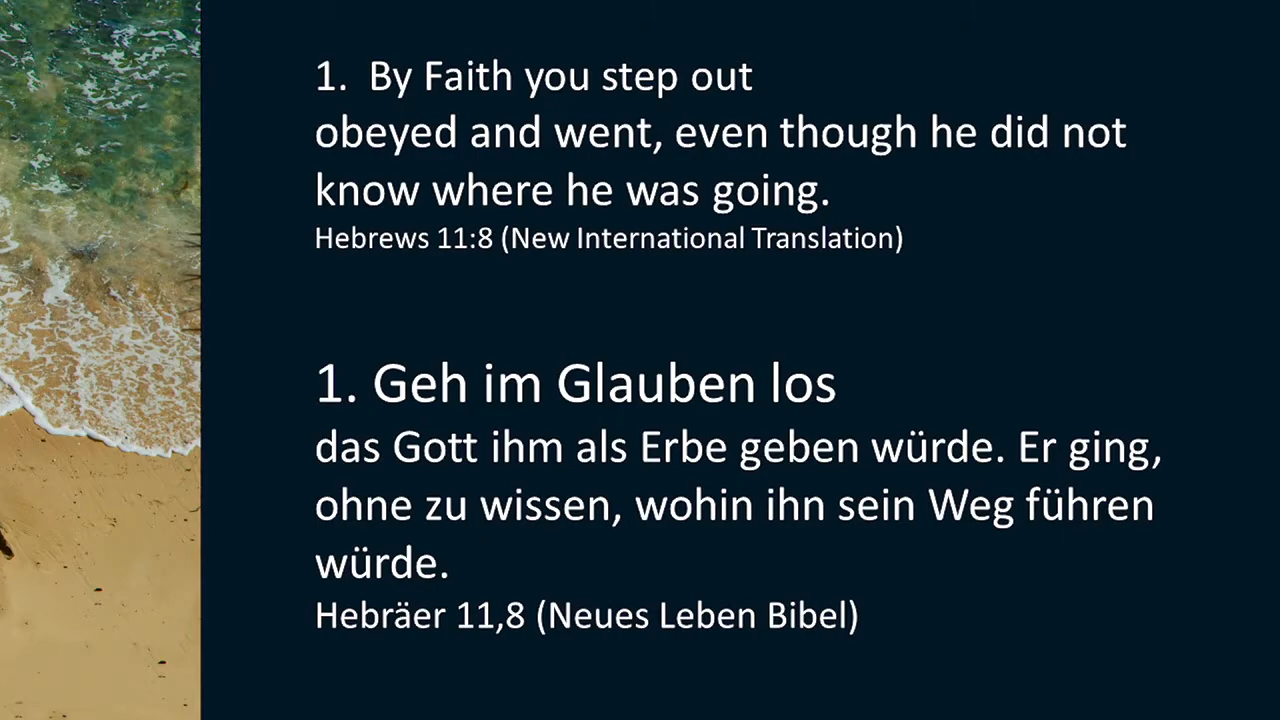 1. By Faith you step out
obeyed and went, even though he did not
know where he was going.
Hebrews 11:8 (New International Translation)
1. Geh im Glauben los
das Gott ihm als Erbe geben würde. Er ging,
ohne zu wissen, wohin ihn sein Weg führen
würde.
Hebräer 11,8 (Neues Leben Bibel)